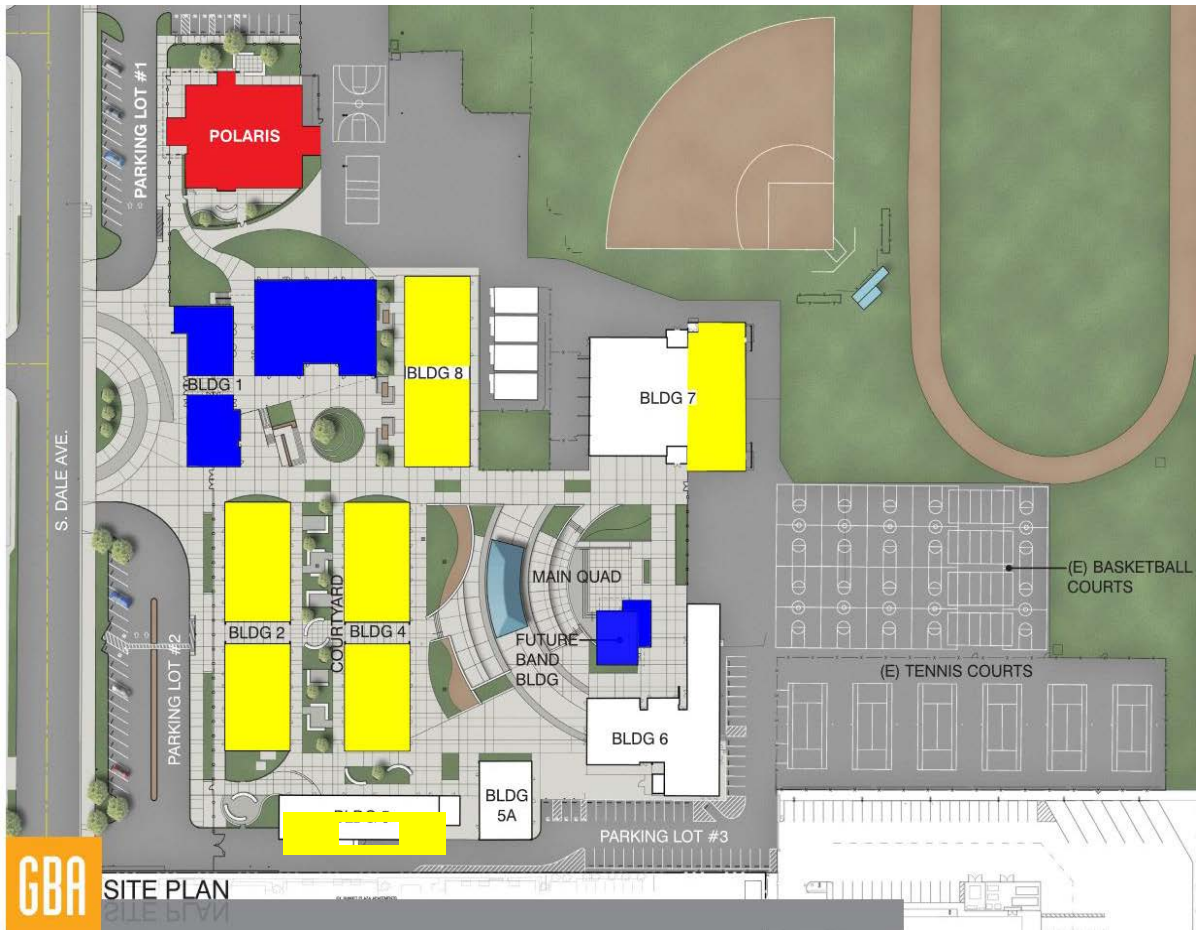 PARKING LOT #1
POLARIS
S. DALE AVE.
BLDG 1
BLDG 8
BLDG 7
MAIN QUAD
(E) BASKETBALL
COURTS
BLDG 2
COURTYARD
BLDG 4
FUTURE
BAND
BLDG
(E) TENNIS COURTS
PARKING LOT #2
BLDG 6
BLDG
5A
PARKING LOT #3
GBA
SITE PLAN